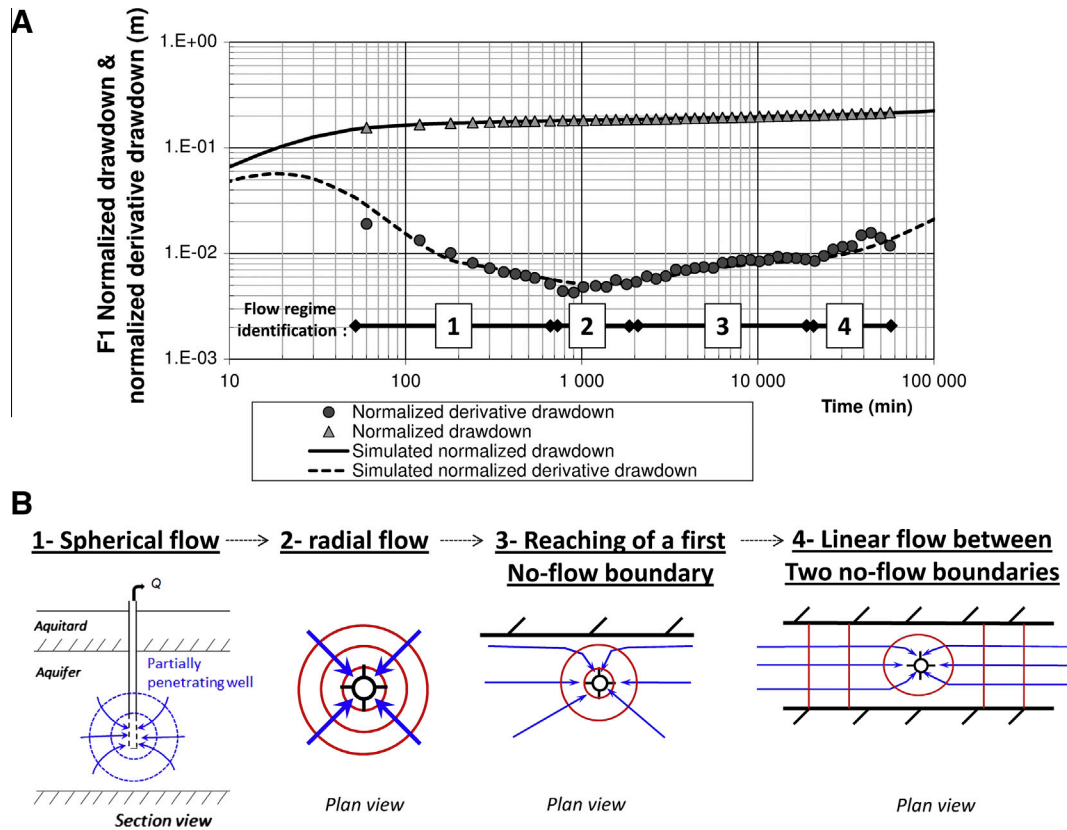 A
F1 Normalized drawdown &
normalized derivative drawdown (m)
1.E+00
1.E-01
1.E-02
1.E-03
Flow regime
identification :
1
2
3
4
10
100
1 000
10 000
100 000
Time (min)
Normalized derivative drawdown
Normalized drawdown
Simulated normalized drawdown
Simulated normalized derivative drawdown
B
1- Spherical flow
2- radial flow
3- Reaching of a first
No-flow boundary
4- Linear flow between
Two no-flow boundaries
Q
Aquitard
Aquifer
Partially
penetrating well
Section view
Plan view
Plan view
Plan view